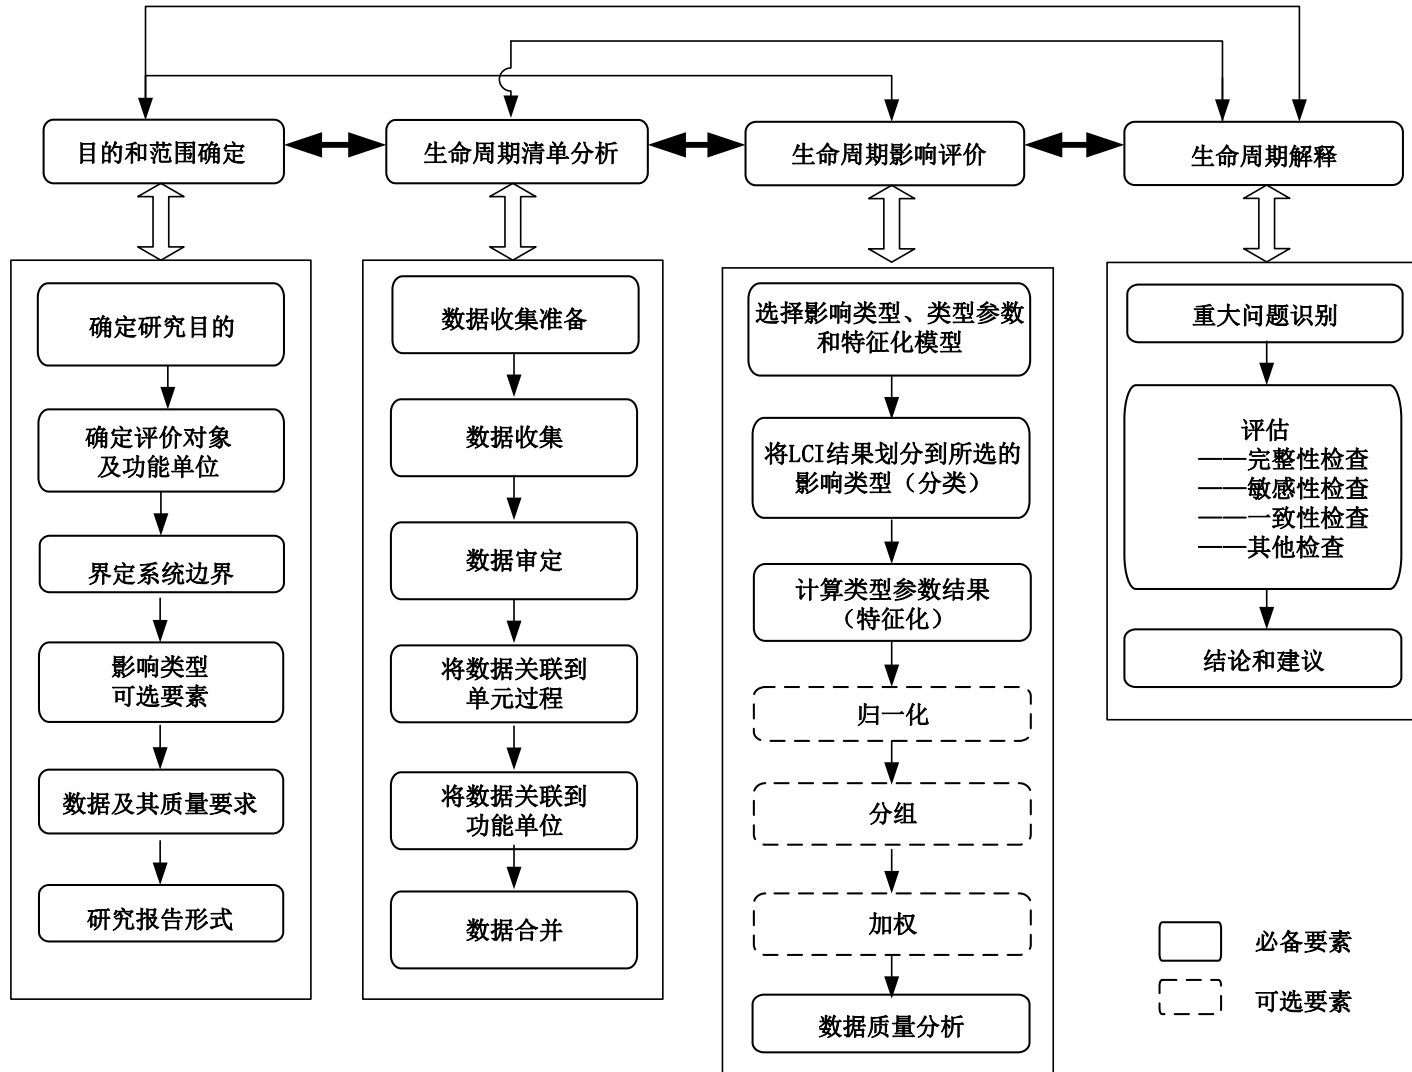 目的和范围确定
生命周期清单分析
生命周期影响评价
生命周期解释
确定研究目的
确定评价对象
及功能单位
界定系统边界
影响类型
可选要素
数据及其质量要求
研究报告形式
数据收集准备
数据收集
数据审定
将数据关联到
单元过程
将数据关联到
功能单位
数据合并
选择影响类型、类型参数
和特征化模型
将LCI结果划分到所选的
影响类型（分类）
计算类型参数结果
（特征化）
归一化
分组
加权
数据质量分析
重大问题识别
评估
——完整性检查
——敏感性检查
——一致性检查
——其他检查
结论和建议
必备要素
可选要素